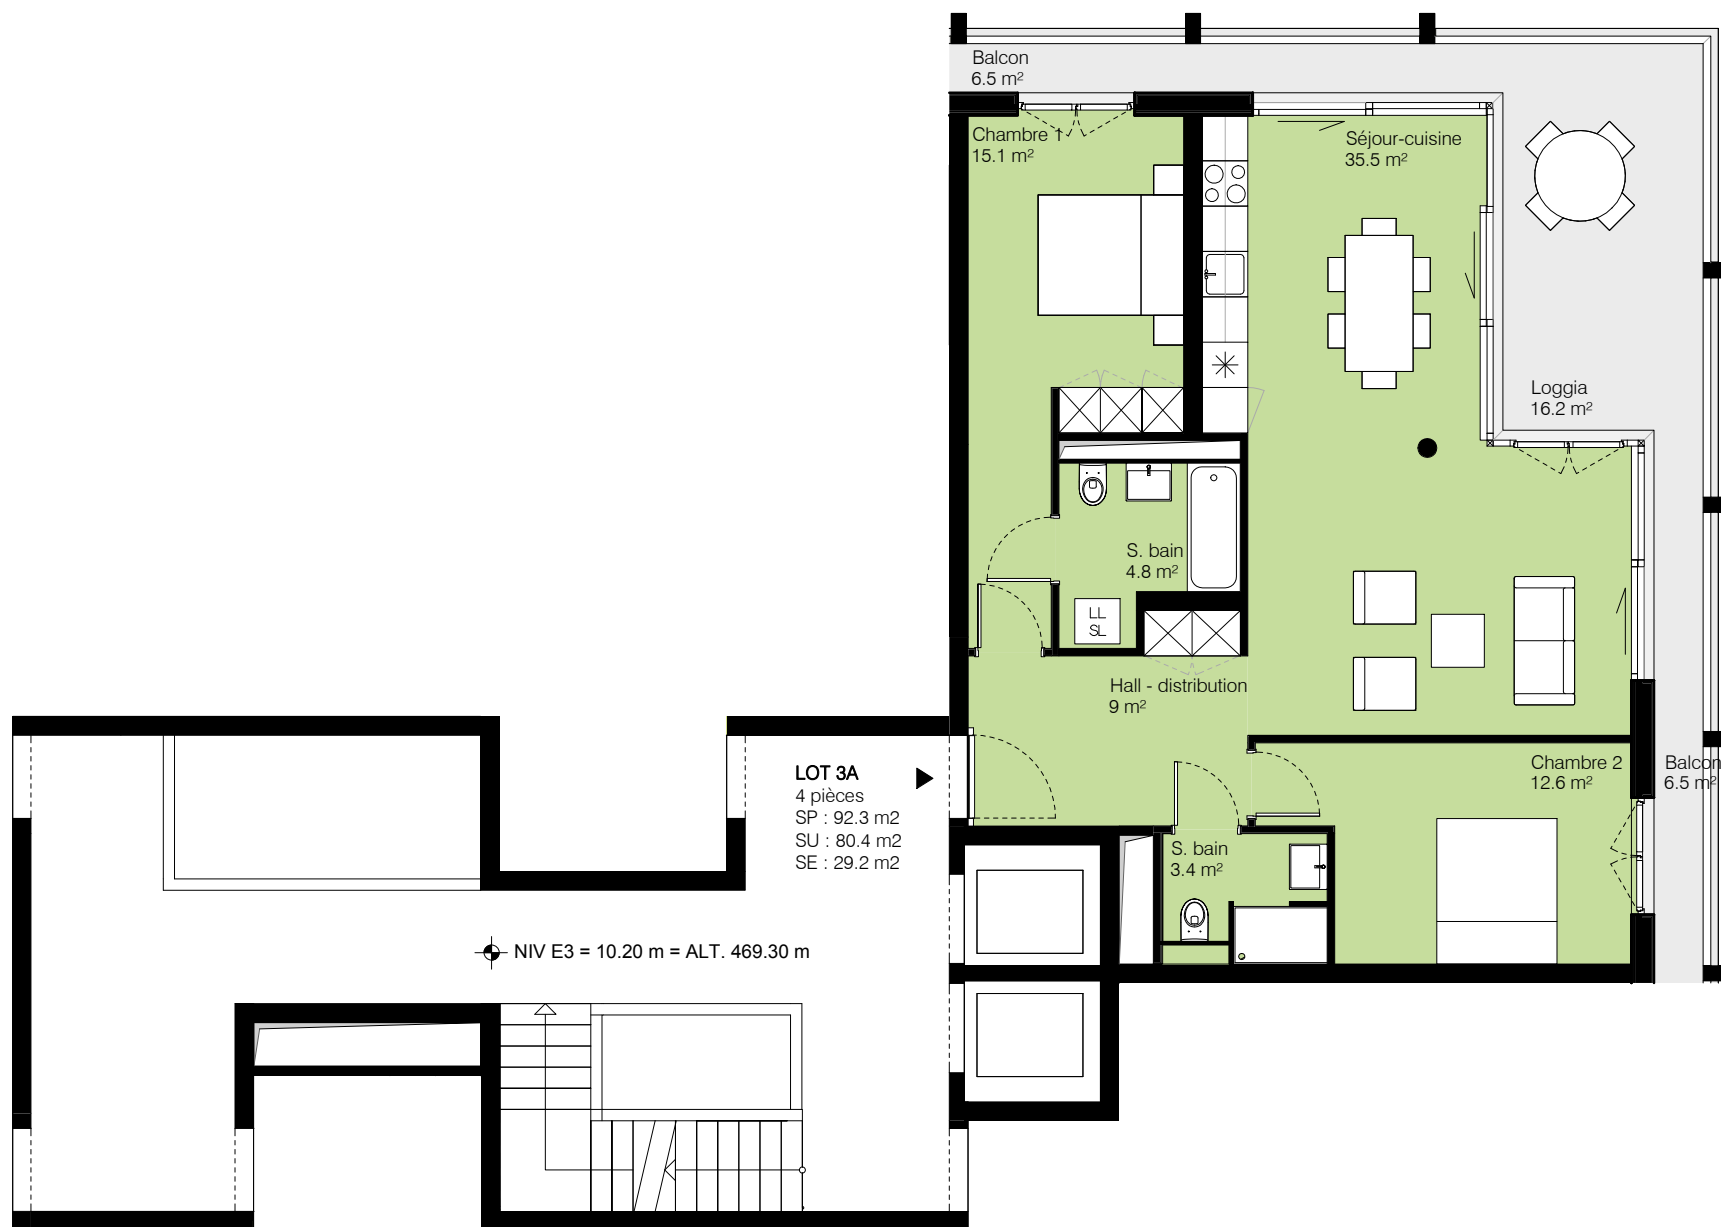 Balcon
6.5 m²
Chambre 1
15.1 m²
Séjour-cuisine
35.5 m²
Loggia
16.2 m²
S. bain
4.8 m²
LL
SL
Hall - distribution
9 m²
LOT 3A
4 pièces
SP : 92.3 m2
SU : 80.4 m2
SE : 29.2 m2
Chambre 2
12.6 m²
Balcon
6.5 m²
S. bain
3.4 m²
NIV E3 = 10.20 m = ALT. 469.30 m